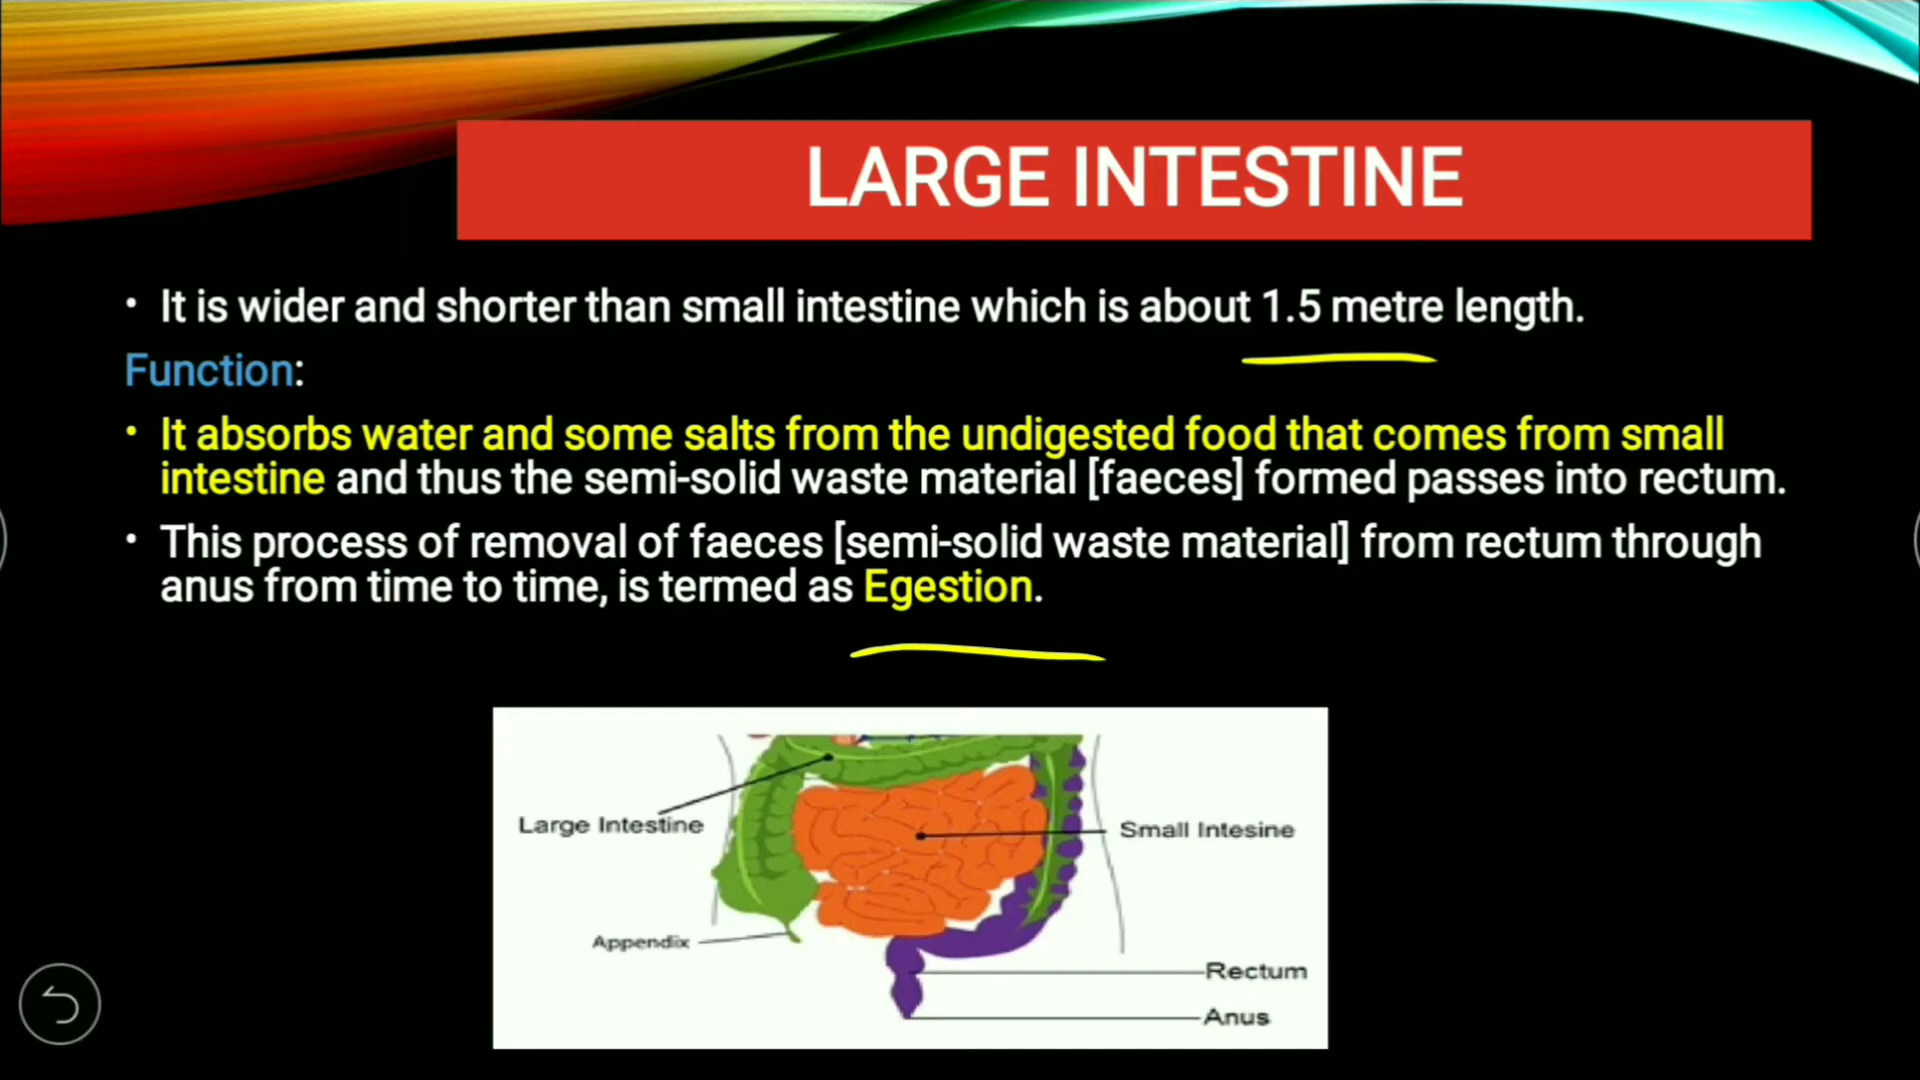 LARGE INTESTINE
• It is wider and shorter than small intestine which is about 1.5 metre length.
Function:
• It absorbs water and some salts from the undigested food that comes from small
intestine and thus the semi-solid waste material [faeces] formed passes into rectum.
• This process of removal of faeces [semi-solid waste material] from rectum through
anus from time to time, is termed as Egestion.
Large Intestine
Small Intesine
Appendix
Rectum
Anus